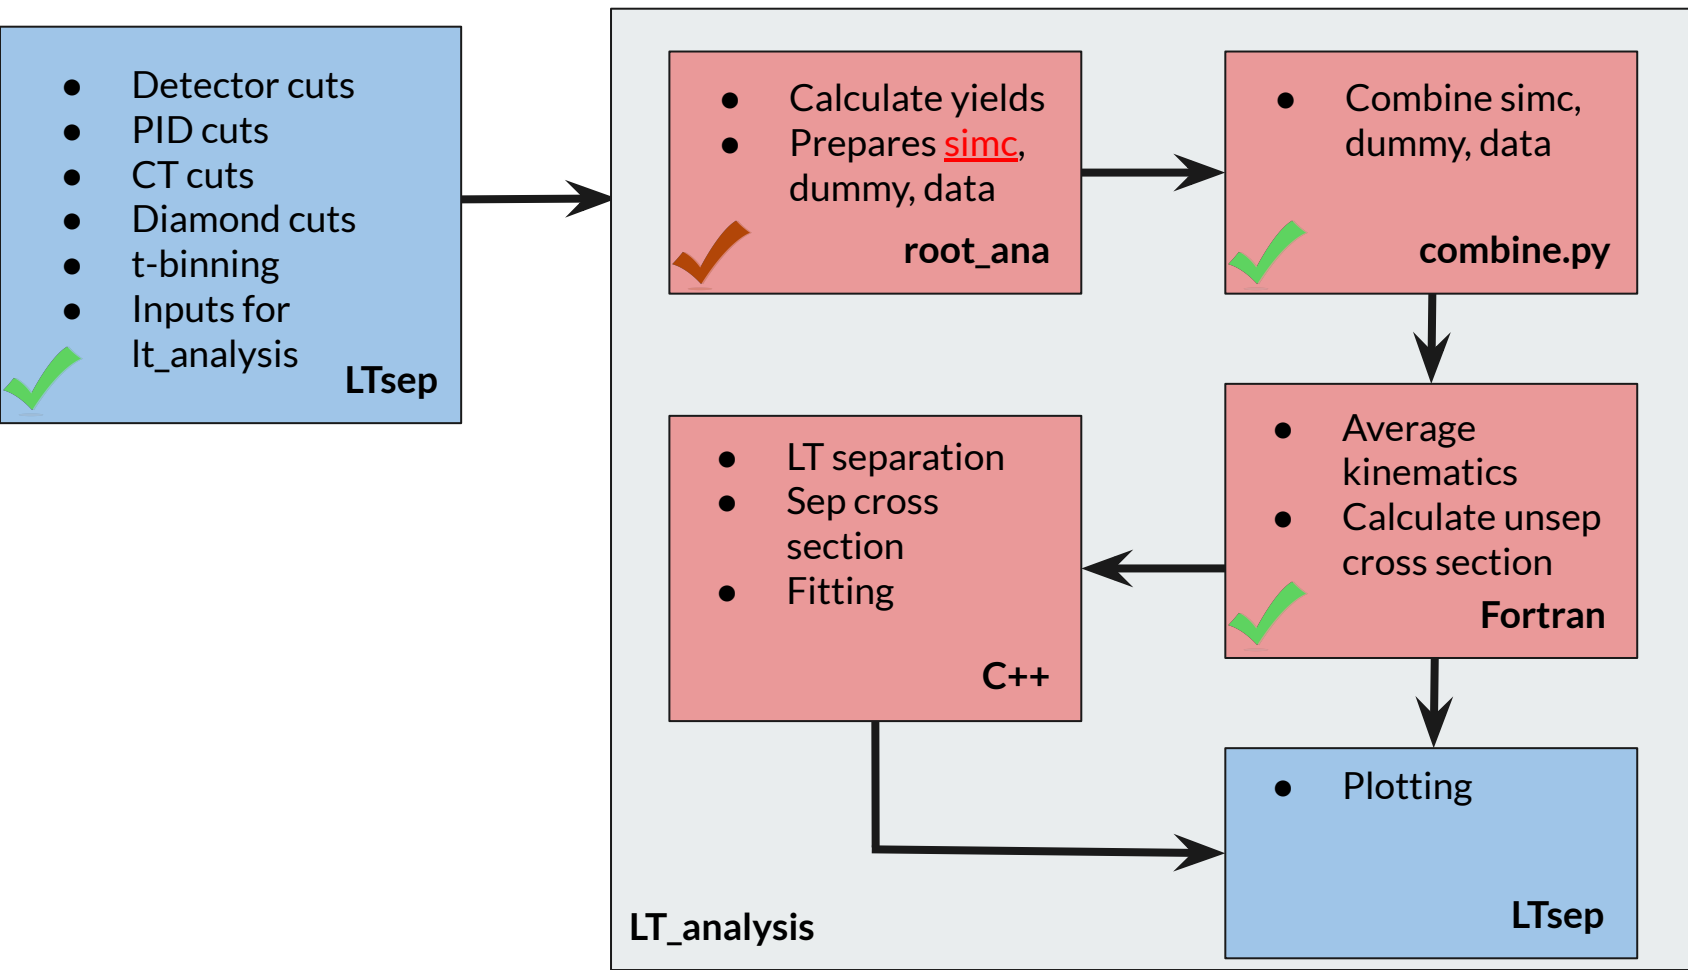 ● Detector cuts
● PID cuts
● CT cuts
● Diamond cuts
● t-binning
● Inputs for
lt_analysis
LTsep
● Calculate yields
● Prepares simc,
dummy, data
root_ana
● Combine simc,
dummy, data
combine.py
● Average
kinematics
● Calculate unsep
cross section
Fortran
● LT separation
● Sep cross
section
● Fitting
C++
● Plotting
LTsep
LT_analysis